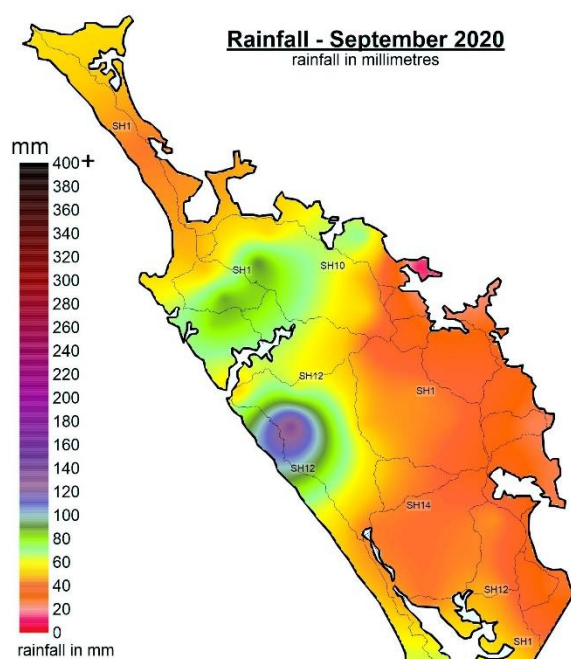 Rainfall - September 2020
rainfall in millimetres
mm
400+
380
360
340
320
300
280
260
240
220
200
180
160
140
120
100
80
60
40
20
0
rainfall in mm
SH1
SH1
SH10
SH12
SH1
SH12
SH14
SH12
SH1